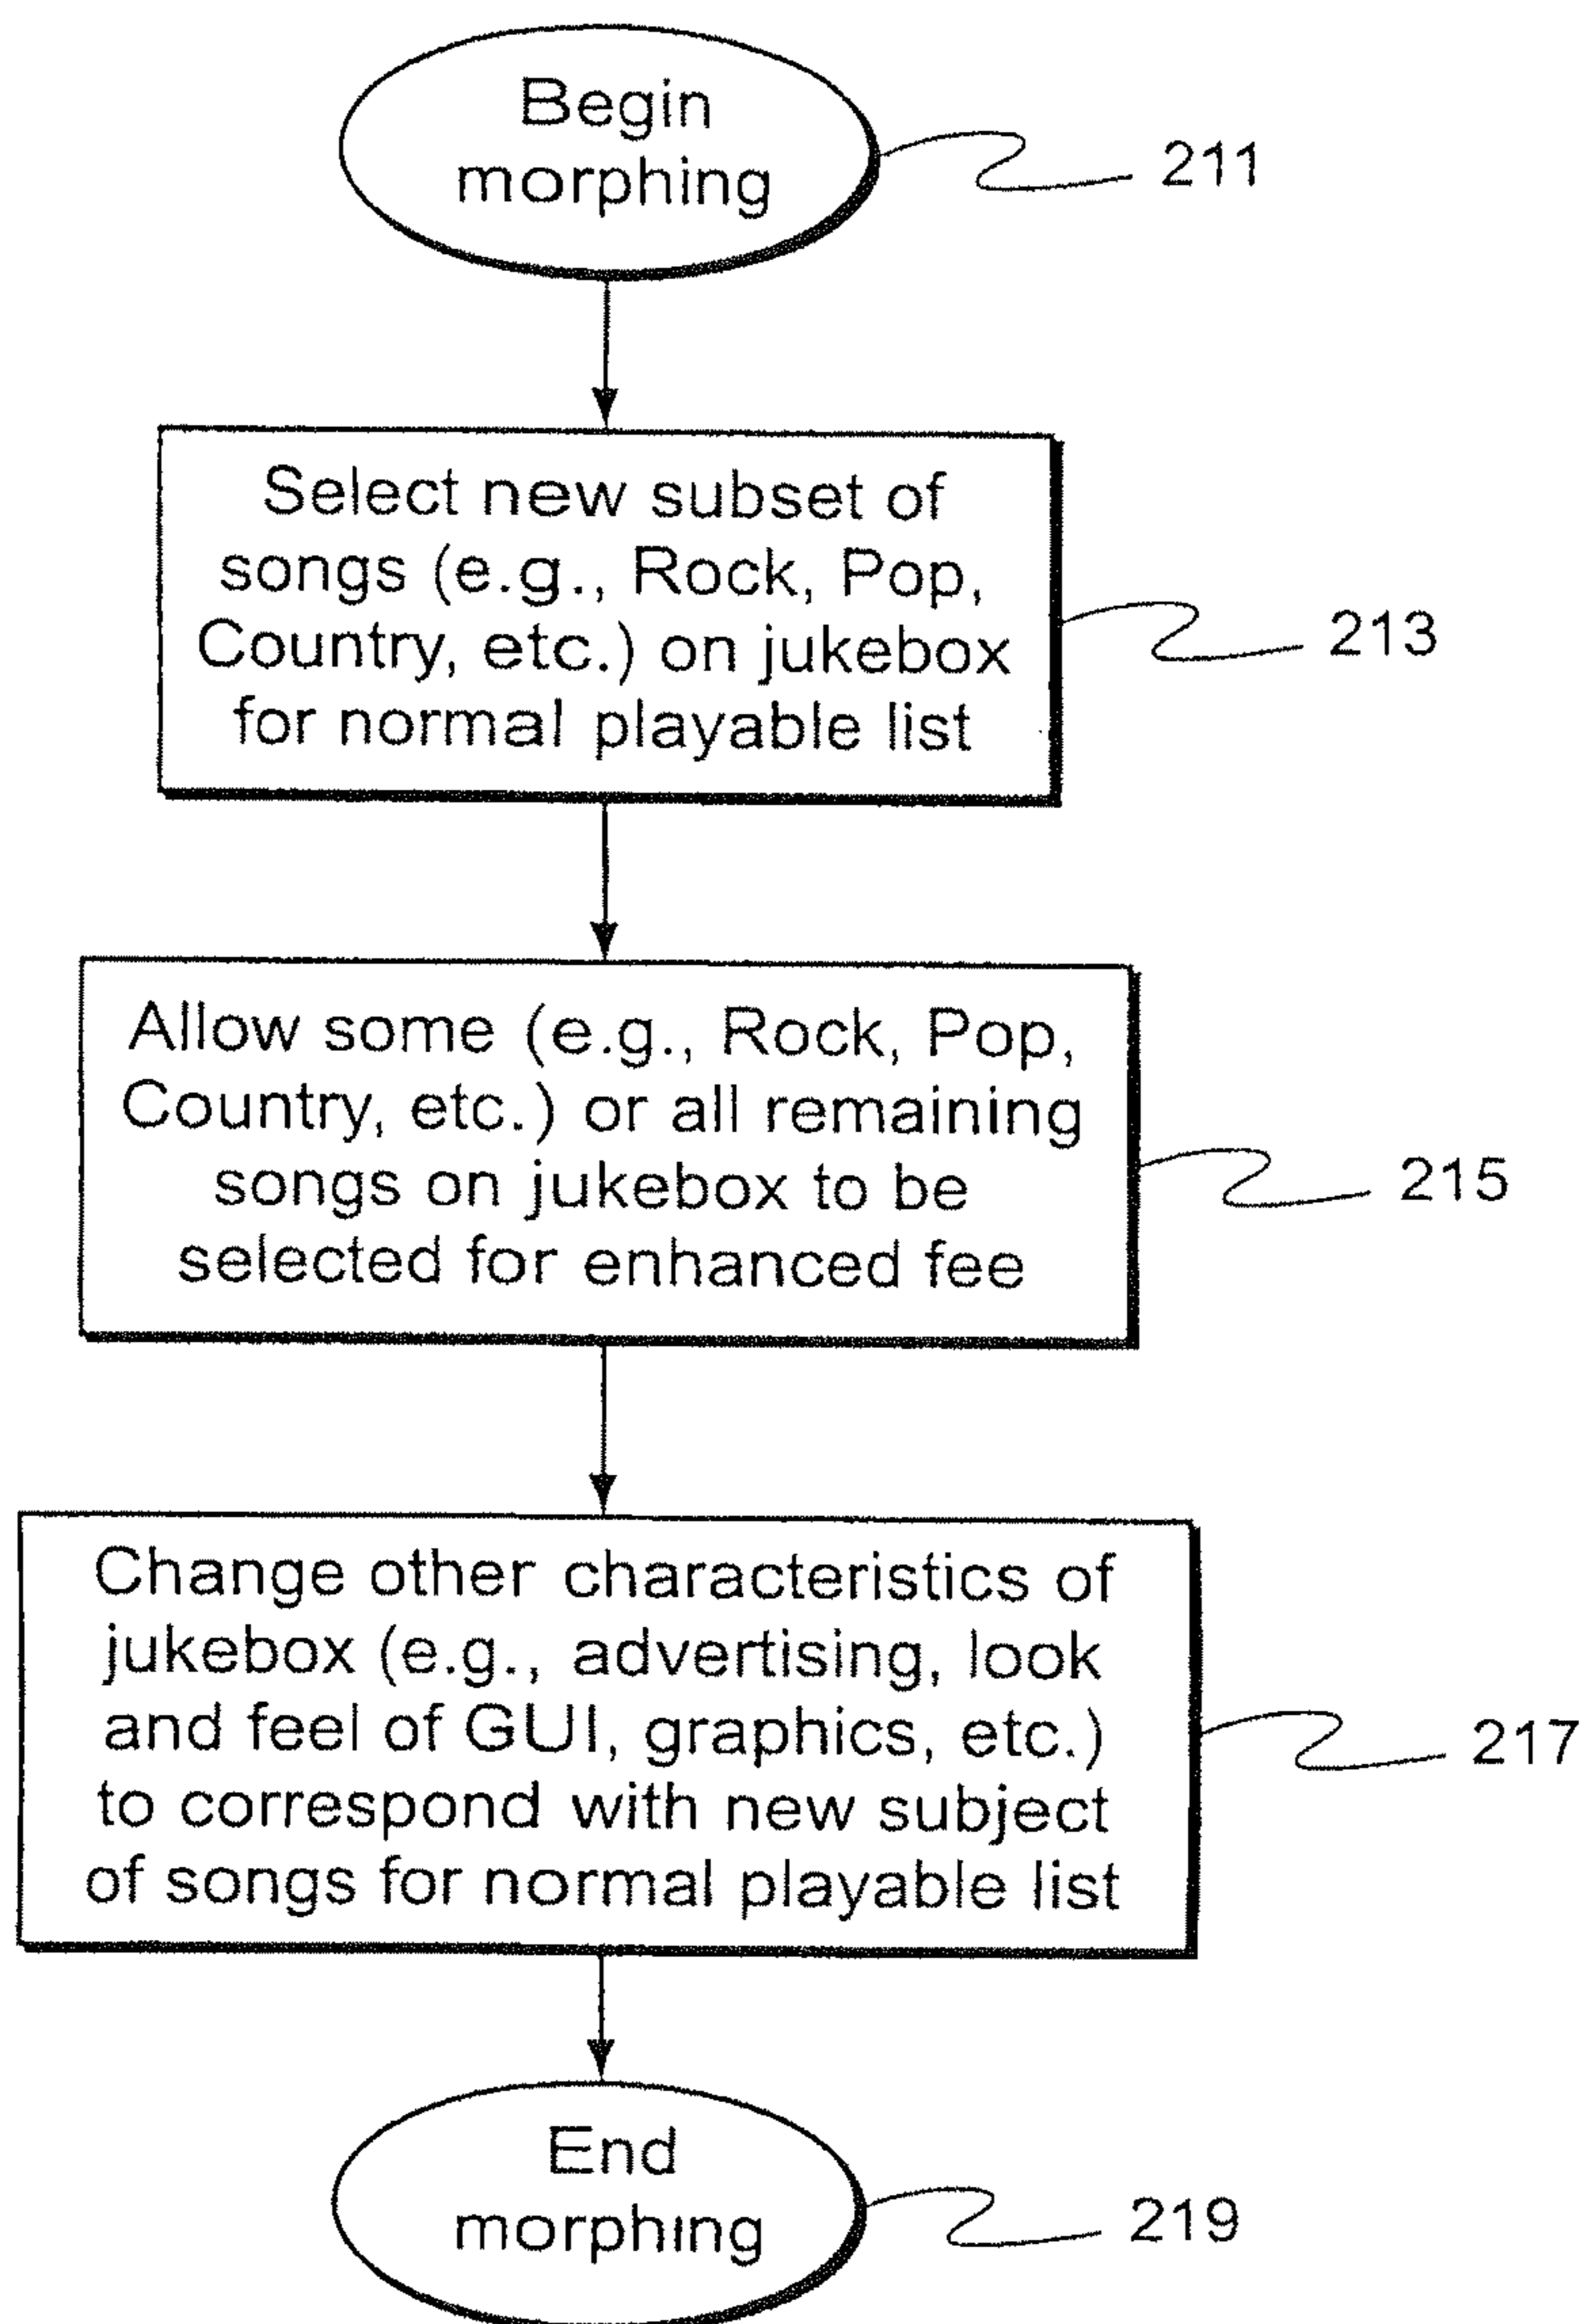 Begin
morphing
211
Select new subset of
songs (e.g., Rock, Pop,
Country, etc.) on jukebox
for normal playable list
213
Allow some (e.g., Rock, Pop,
Country, etc.) or all remaining
songs on jukebox to be
selected for enhanced fee
215
Change other characteristics of
jukebox (e.g., advertising, look
and feel of GUI, graphics, etc.)
to correspond with new subject
of songs for normal playable list
217
End
morphing
219